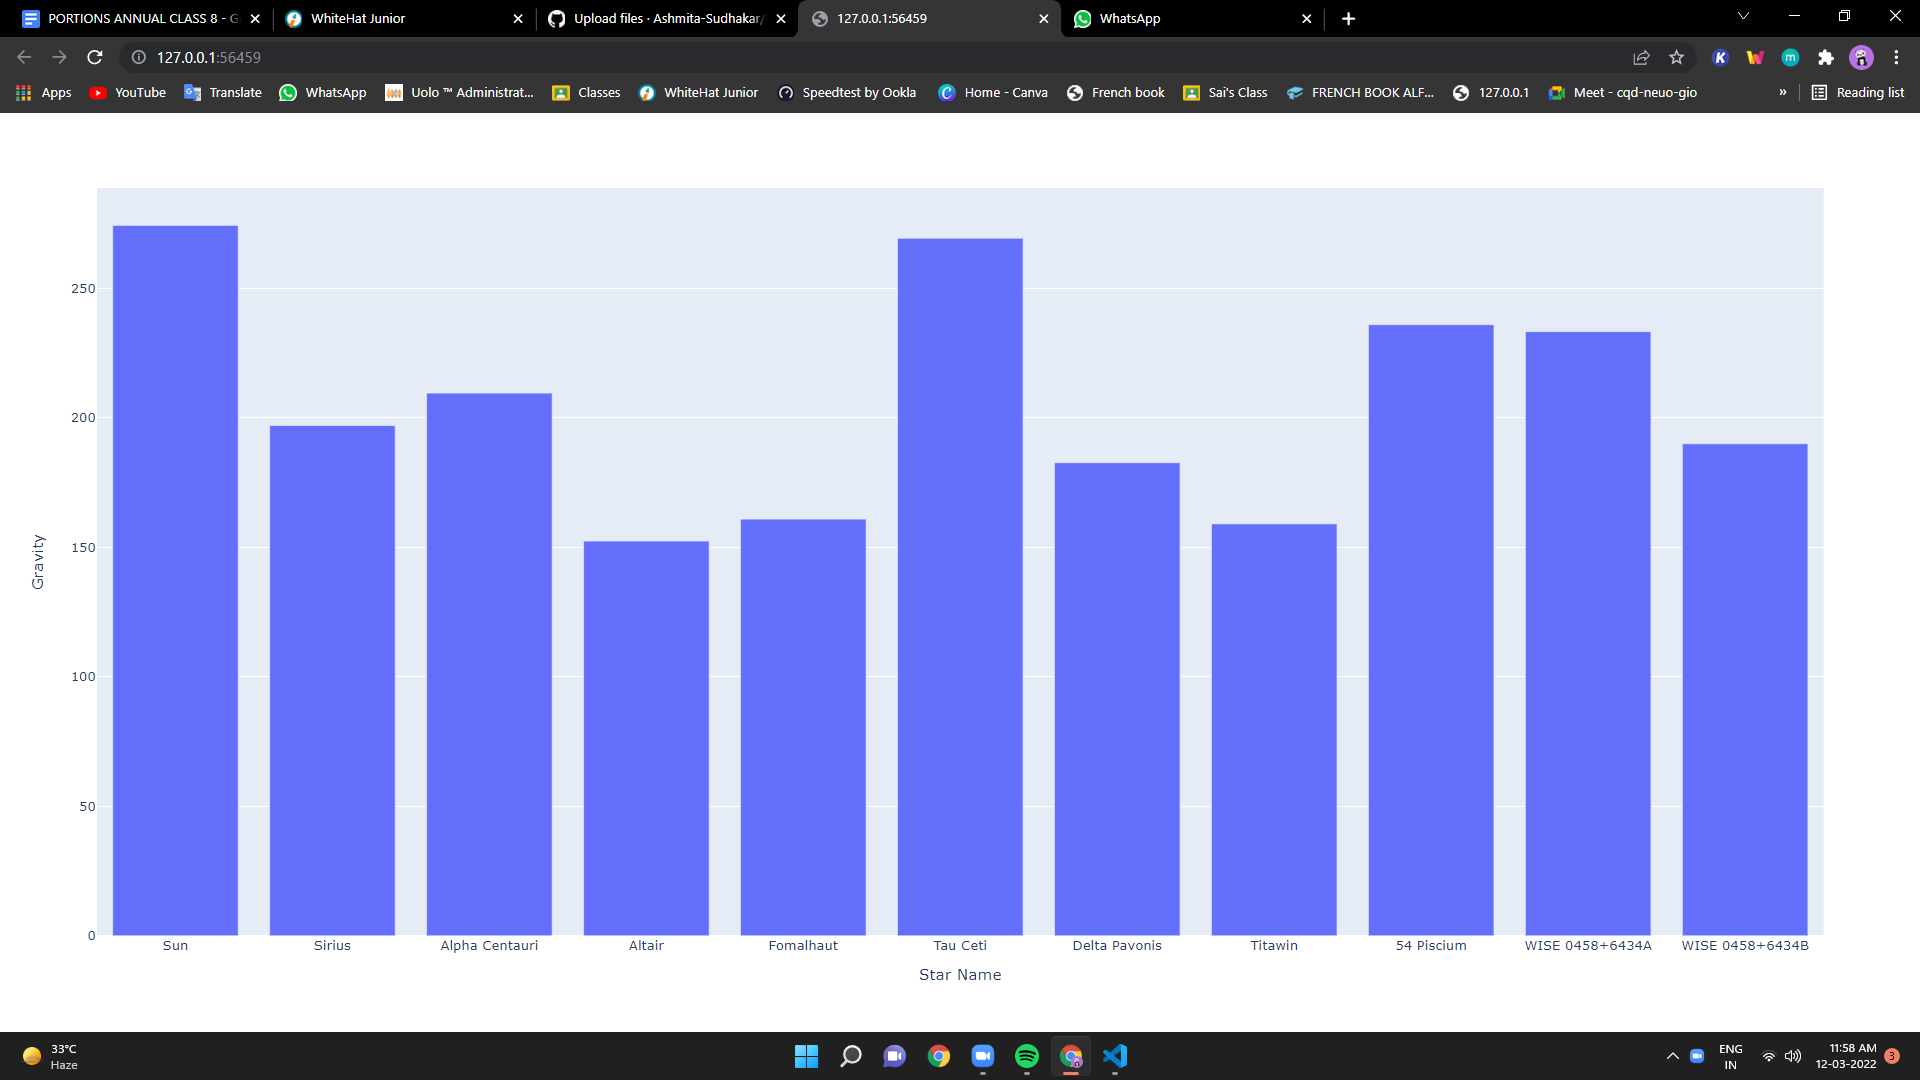 PORTIONS ANNUAL CLASS 8 - G
WhiteHat Junior
Upload files · Ashmita-Sudhakar/
127.0.0.1:56459
WhatsApp
127.0.0.1:56459
Apps
YouTube
Translate
WhatsApp
Uolo ™ Administrat...
Classes
WhiteHat Junior
Speedtest by Ookla
Home - Canva
French book
Sai's Class
FRENCH BOOK ALF...
127.0.0.1
Meet - cqd-neuo-gio
»
Reading list
250
200
150
100
50
0
Gravity
Sun
Sirius
Alpha Centauri
Altair
Fomalhaut
Tau Ceti
Delta Pavonis
Titawin
54 Piscium
WISE 0458+6434A
WISE 0458+6434B
Star Name
33°C
Haze
ENG
IN
11:58 AM
12-03-2022
3